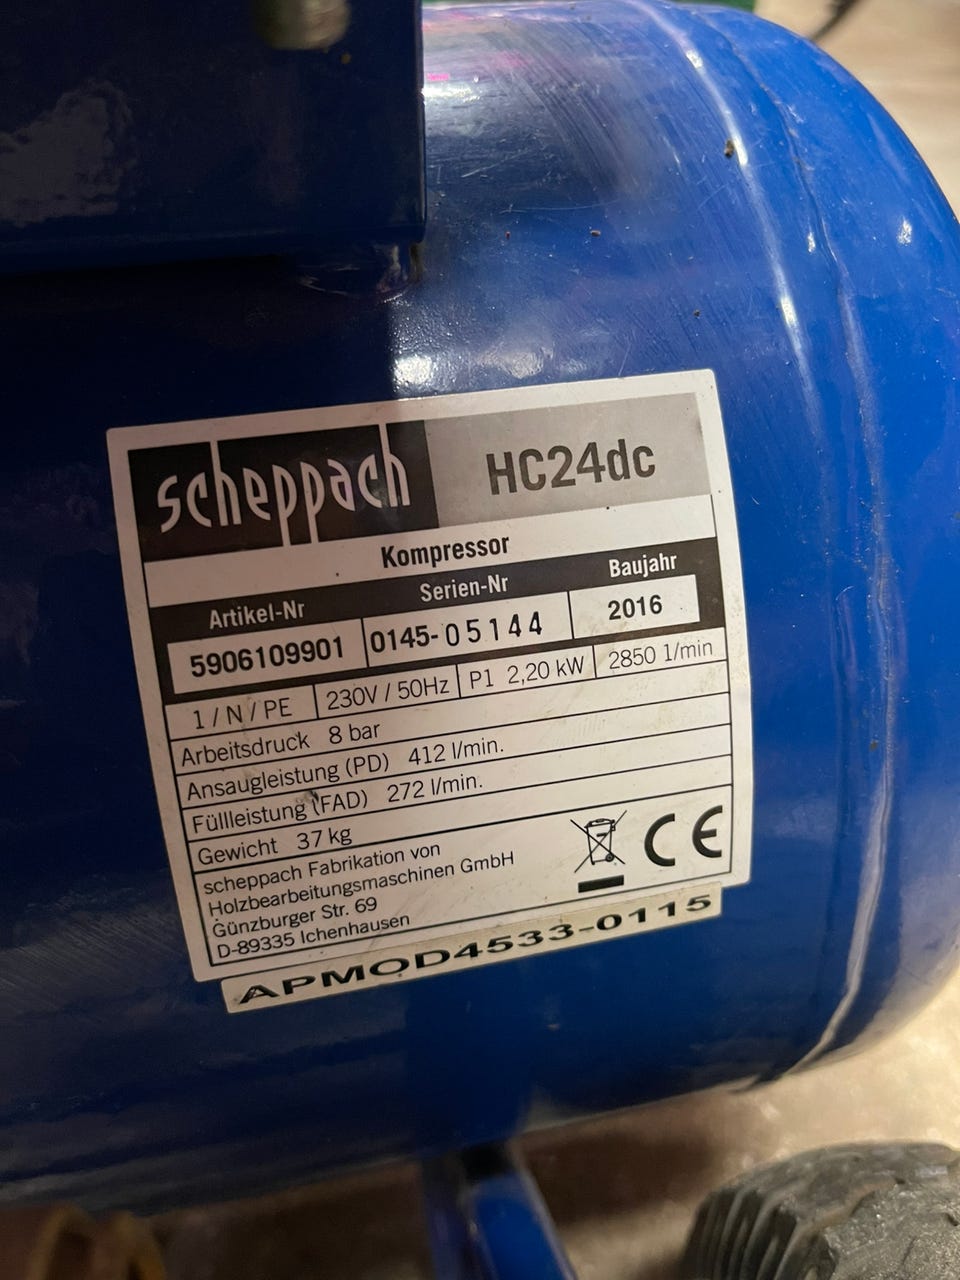 scheppach HC24dc
Kompressor
Artikel-Nr Serien-Nr Baujahr
5906109901 0145-05144 2016
1 / N / PE 230V / 50Hz P1 2,20 kW 2850 1/min
Arbeitsdruck 8 bar
Ansaugleistung (PD) 412 l/min.
Füllleistung (FAD) 272 l/min.
Gewicht 37 kg
scheppach Fabrikation von
Holzbearbeitungsmaschinen GmbH
Günzburger Str. 69
D-89335 Ichenhausen
CE
APMOD4533-0115